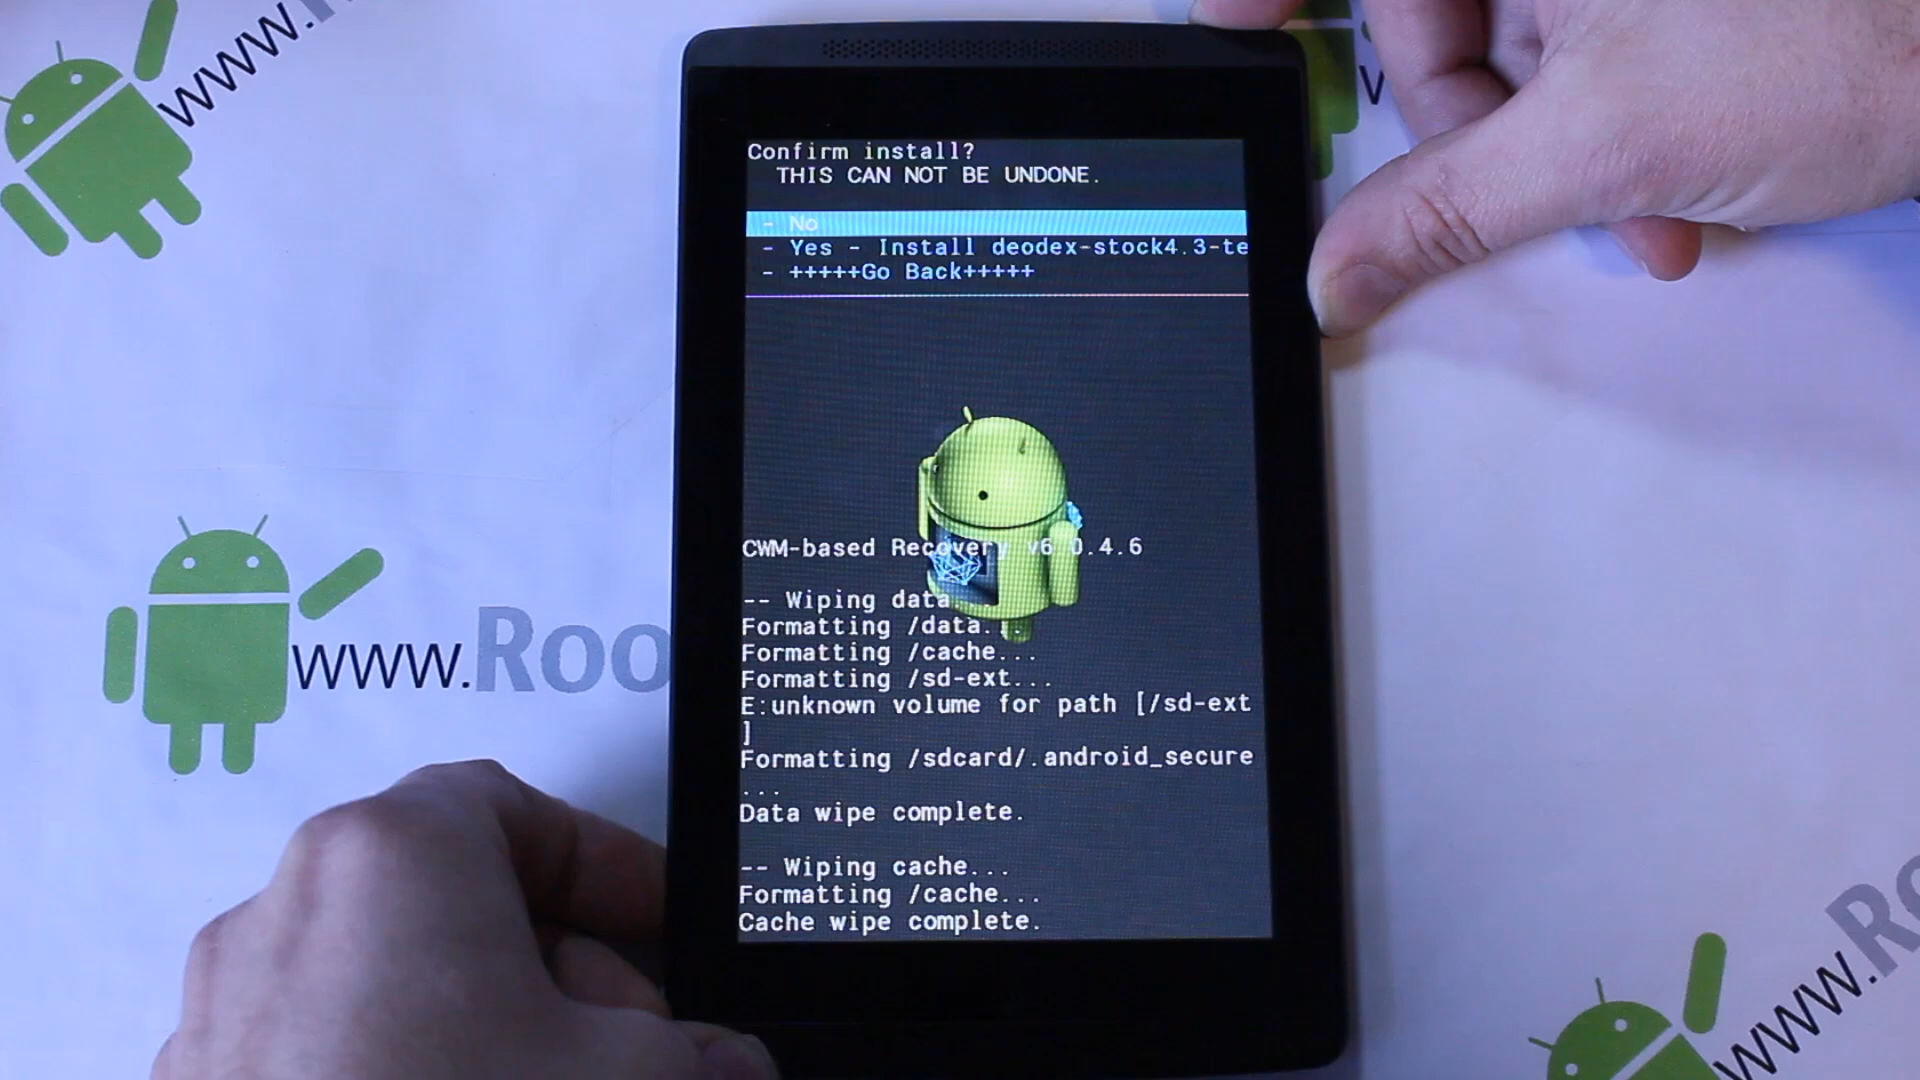 www.
Confirm install?
THIS CAN NOT BE UNDONE.
- No
- Yes - Install deodex-stock4.3-te
- +++++Go Back+++++
CWM-based Recovery v6.0.4.6
-- Wiping data
Formatting /data.
Formatting /cache...
Formatting /sd-ext...
E:unknown volume for path [/sd-ext
]
Formatting /sdcard/.android_secure
...
Data wipe complete.
-- Wiping cache...
Formatting /cache...
Cache wipe complete.
www.Roo
www.Ro